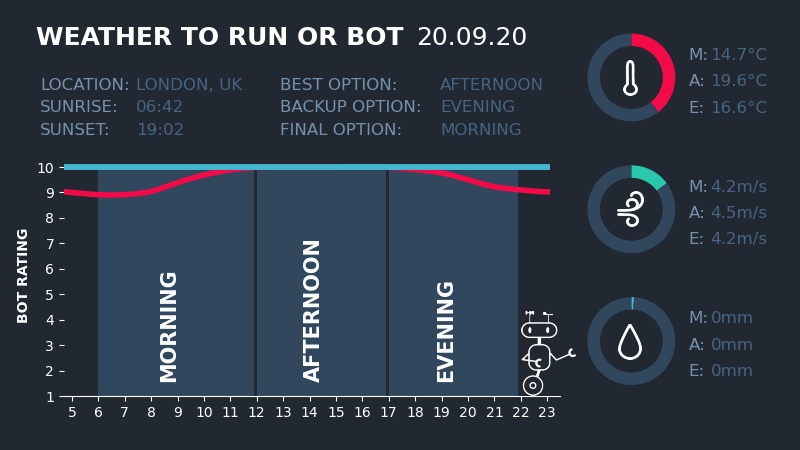 WEATHER TO RUN OR BOT 20.09.20
LOCATION: LONDON, UK BEST OPTION: AFTERNOON
SUNRISE: 06:42 BACKUP OPTION: EVENING
SUNSET: 19:02 FINAL OPTION: MORNING
M: 14.7°C
A: 19.6°C
E: 16.6°C
M: 4.2m/s
A: 4.5m/s
E: 4.2m/s
M: 0mm
A: 0mm
E: 0mm
BOT RATING
10
9
8
7
6
5
4
3
2
1
MORNING
AFTERNOON
EVENING
5 6 7 8 9 10 11 12 13 14 15 16 17 18 19 20 21 22 23